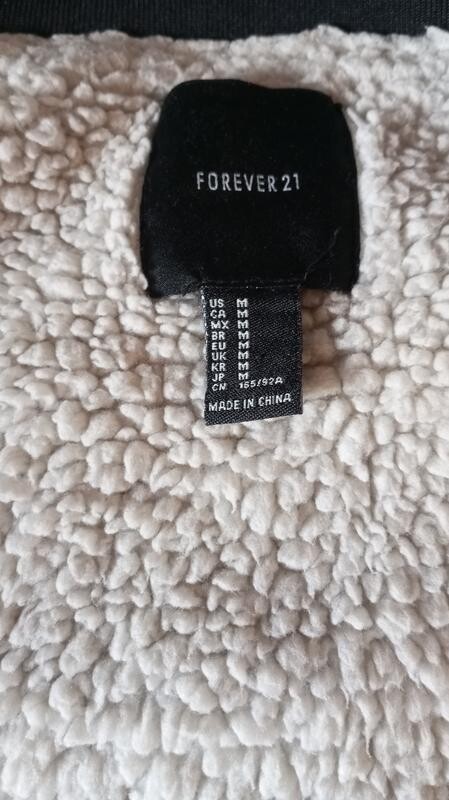 FOREVER 21
US M
CA M
MX M
BR M
EU M
UK M
KR M
JP M
CN 165/92A
MADE IN CHINA